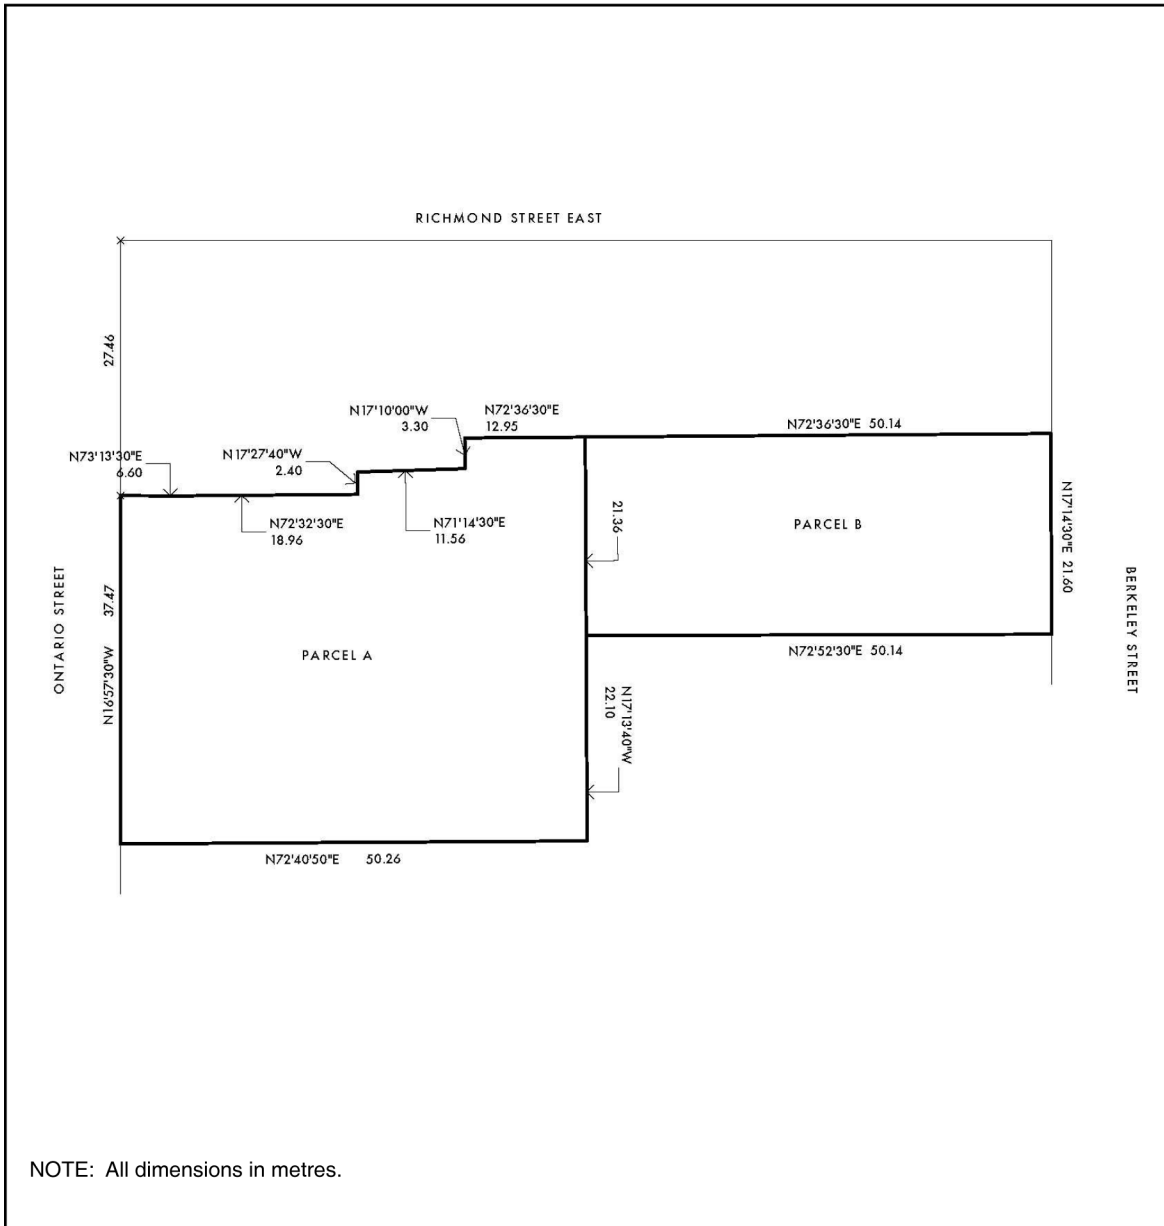 RICHMOND STREET EAST
27.46
N17'10'00"W
3.30
N72'36'30"E
12.95
N72'36'30"E 50.14
N73'13'30"E
6.60
N17'27'40"W
2.40
N72'32'30"E
18.96
N71'14'30"E
11.56
21.36
PARCEL B
N17'14'30"E 21.60
ONTARIO STREET
37.47
N16'57'30"W
PARCEL A
BERKELEY STREET
N72'52'30"E 50.14
N17'13'40"W
22.10
N72'40'50"E 50.26
NOTE: All dimensions in metres.